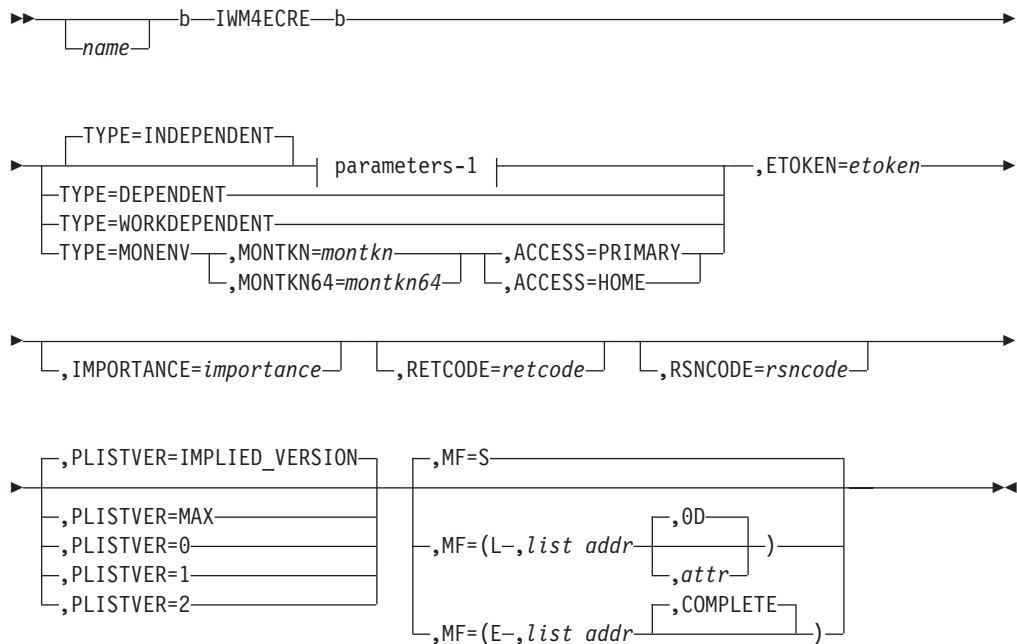 b IWM4ECRE b
name
TYPE=INDEPENDENT
parameters-1 ,ETOKEN=etoken
TYPE=DEPENDENT
TYPE=WORKDEPENDENT
TYPE=MONENV ,MONTKN=montkn ,ACCESS=PRIMARY
,MONTKN64=montkn64 ,ACCESS=HOME
,IMPORTANCE=importance ,RETCODE=retcode ,RSNCODE=rsncode
,PLISTVER=IMPLIED_VERSION ,MF=S
,PLISTVER=MAX ,0D
,PLISTVER=0 ,MF=(L ,list addr )
,PLISTVER=1 ,attr
,PLISTVER=2 ,COMPLETE
,MF=(E ,list addr )